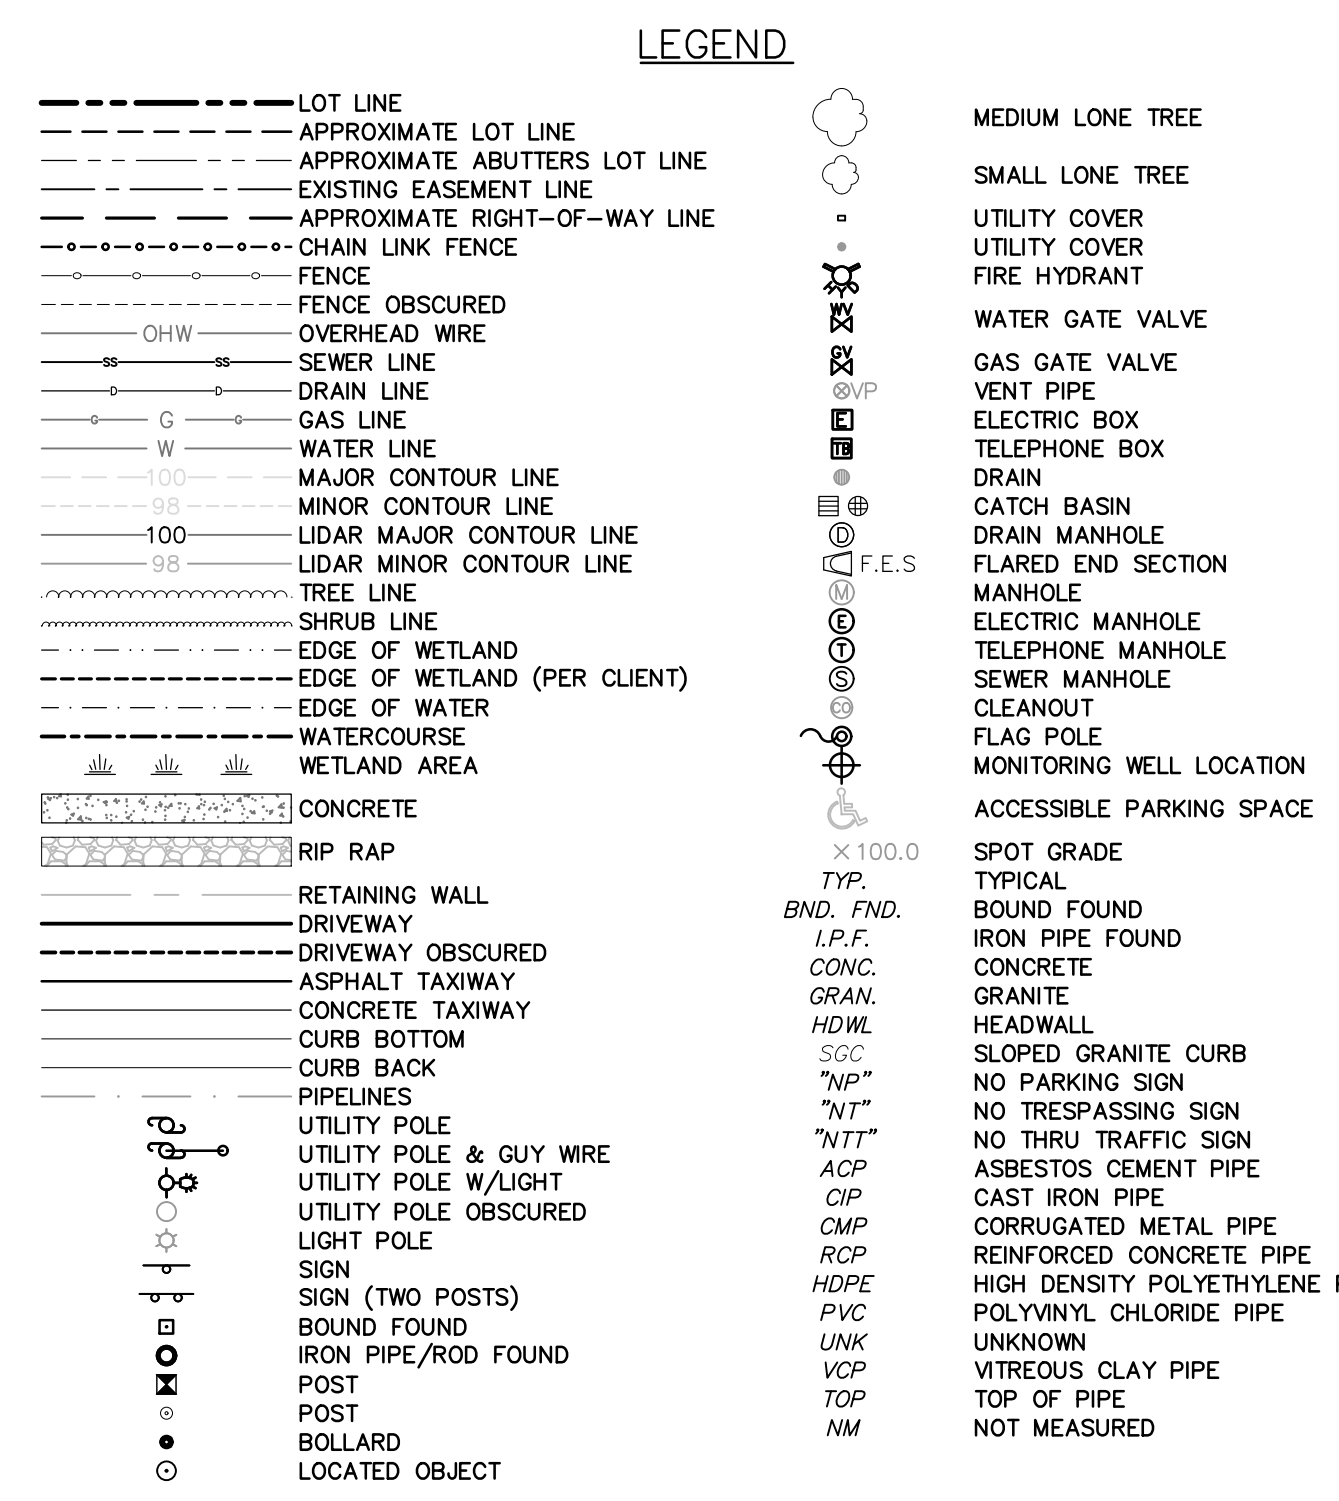 LEGEND
LOT LINE
APPROXIMATE LOT LINE
APPROXIMATE ABUTTERS LOT LINE
EXISTING EASEMENT LINE
APPROXIMATE RIGHT-OF-WAY LINE
CHAIN LINK FENCE
FENCE
FENCE OBSCURED
OHW OVERHEAD WIRE
SS SS SEWER LINE
D D DRAIN LINE
G G G GAS LINE
W WATER LINE
100 MAJOR CONTOUR LINE
98 MINOR CONTOUR LINE
100 LIDAR MAJOR CONTOUR LINE
98 LIDAR MINOR CONTOUR LINE
TREE LINE
SHRUB LINE
EDGE OF WETLAND
EDGE OF WETLAND (PER CLIENT)
EDGE OF WATER
WATERCOURSE
WETLAND AREA
CONCRETE
RIP RAP
RETAINING WALL
DRIVEWAY
DRIVEWAY OBSCURED
ASPHALT TAXIWAY
CONCRETE TAXIWAY
CURB BOTTOM
CURB BACK
PIPELINES
UTILITY POLE
UTILITY POLE & GUY WIRE
UTILITY POLE W/LIGHT
UTILITY POLE OBSCURED
LIGHT POLE
SIGN
SIGN (TWO POSTS)
BOUND FOUND
IRON PIPE/ROD FOUND
POST
POST
BOLLARD
LOCATED OBJECT
MEDIUM LONE TREE
SMALL LONE TREE
UTILITY COVER
UTILITY COVER
HY FIRE HYDRANT
WV WATER GATE VALVE
GV GAS GATE VALVE
VP VENT PIPE
E ELECTRIC BOX
TB TELEPHONE BOX
DRAIN
CATCH BASIN
D DRAIN MANHOLE
F.E.S FLARED END SECTION
M MANHOLE
E ELECTRIC MANHOLE
T TELEPHONE MANHOLE
S SEWER MANHOLE
CO CLEANOUT
FLAG POLE
MONITORING WELL LOCATION
ACCESSIBLE PARKING SPACE
×100.0 SPOT GRADE
TYP. TYPICAL
BND. FND. BOUND FOUND
I.P.F. IRON PIPE FOUND
CONC. CONCRETE
GRAN. GRANITE
HDWL HEADWALL
SGC SLOPED GRANITE CURB
"NP" NO PARKING SIGN
"NT" NO TRESPASSING SIGN
"NTT" NO THRU TRAFFIC SIGN
ACP ASBESTOS CEMENT PIPE
CIP CAST IRON PIPE
CMP CORRUGATED METAL PIPE
RCP REINFORCED CONCRETE PIPE
HDPE HIGH DENSITY POLYETHYLENE
PVC POLYVINYL CHLORIDE PIPE
UNK UNKNOWN
VCP VITREOUS CLAY PIPE
TOP TOP OF PIPE
NM NOT MEASURED